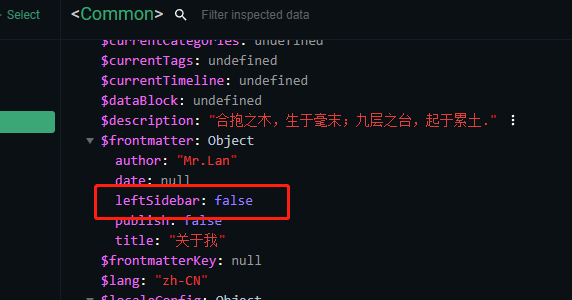 Select
<Common>
Filter inspected data
$currentCategories: undefined
$currentTags: undefined
$currentTimeline: undefined
$dataBlock: undefined
$description: "合抱之木，生于毫末；九层之台，起于累土."
$frontmatter: Object
author: "Mr.Lan"
date: null
leftSidebar: false
publish: false
title: "关于我"
$frontmatterKey: null
$lang: "zh-CN"
$localeConfig: Object